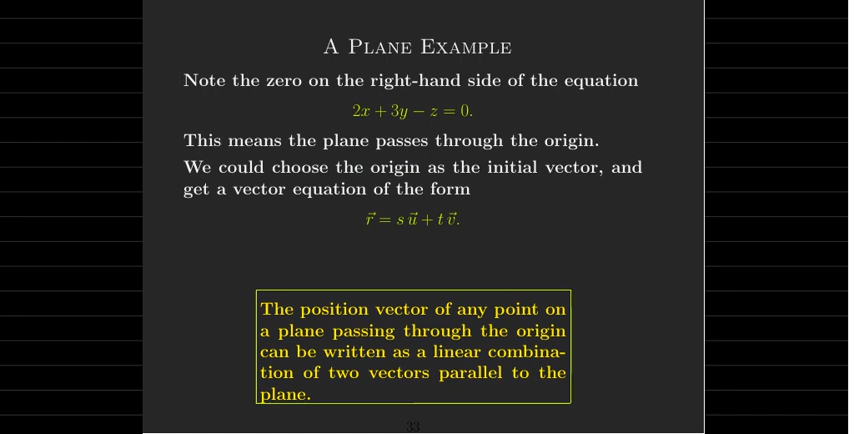 A Plane Example
Note the zero on the right-hand side of the equation
2x + 3y − z = 0.
This means the plane passes through the origin.
We could choose the origin as the initial vector, and
get a vector equation of the form
r⃗ = s u⃗ + t v⃗.
The position vector of any point on
a plane passing through the origin
can be written as a linear combina-
tion of two vectors parallel to the
plane.
33